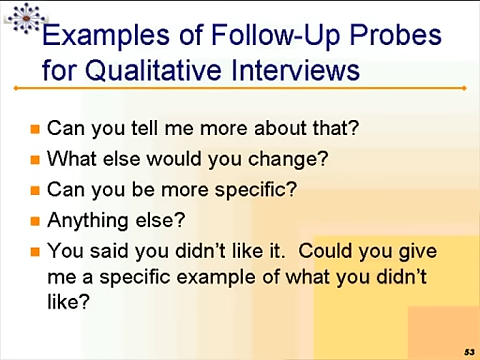 Examples of Follow-Up Probes
for Qualitative Interviews
Can you tell me more about that?
What else would you change?
Can you be more specific?
Anything else?
You said you didn't like it.  Could you give
me a specific example of what you didn't
like?
53